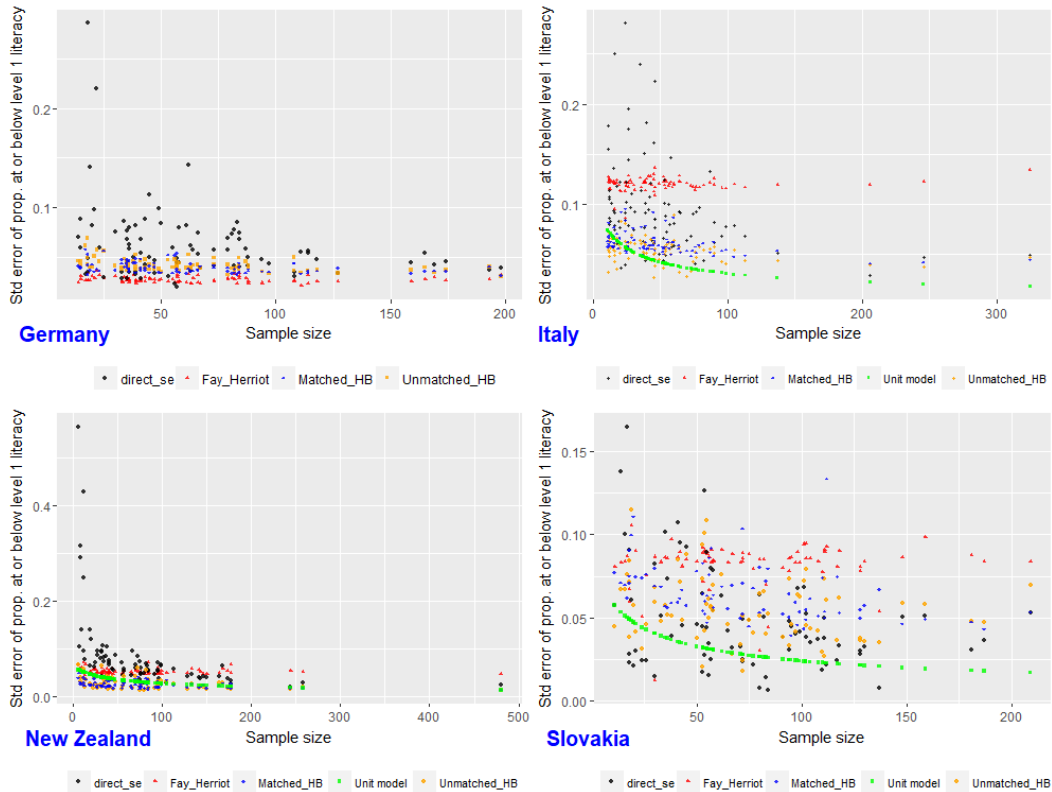 Std error of prop. at or below level 1 literacy
0.2
0.1
50
100
150
200
Sample size
Germany
direct_se Fay_Herriot Matched_HB Unmatched_HB
Std error of prop. at or below level 1 literacy
0.2
0.1
0
100
200
300
Sample size
Italy
direct_se Fay_Herriot Matched_HB Unit model Unmatched_HB
Std error of prop. at or below level 1 literacy
0.4
0.2
0.0
0
100
200
300
400
500
Sample size
New Zealand
direct_se Fay_Herriot Matched_HB Unit model Unmatched_HB
Std error of prop. at or below level 1 literacy
0.15
0.10
0.05
0.00
50
100
150
200
Sample size
Slovakia
direct_se Fay_Herriot Matched_HB Unit model Unmatched_HB